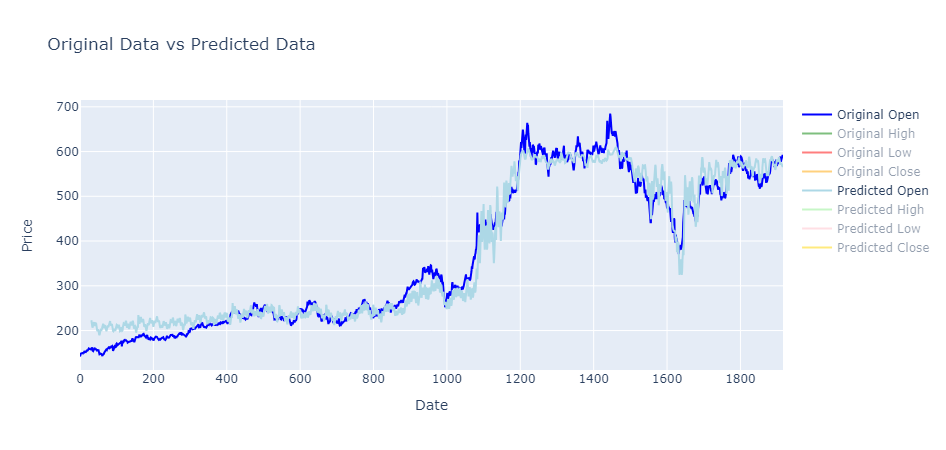 Original Data vs Predicted Data
700
600
500
400
300
200
Price
0 200 400 600 800 1000 1200 1400 1600 1800
Date
Original Open
Original High
Original Low
Original Close
Predicted Open
Predicted High
Predicted Low
Predicted Close